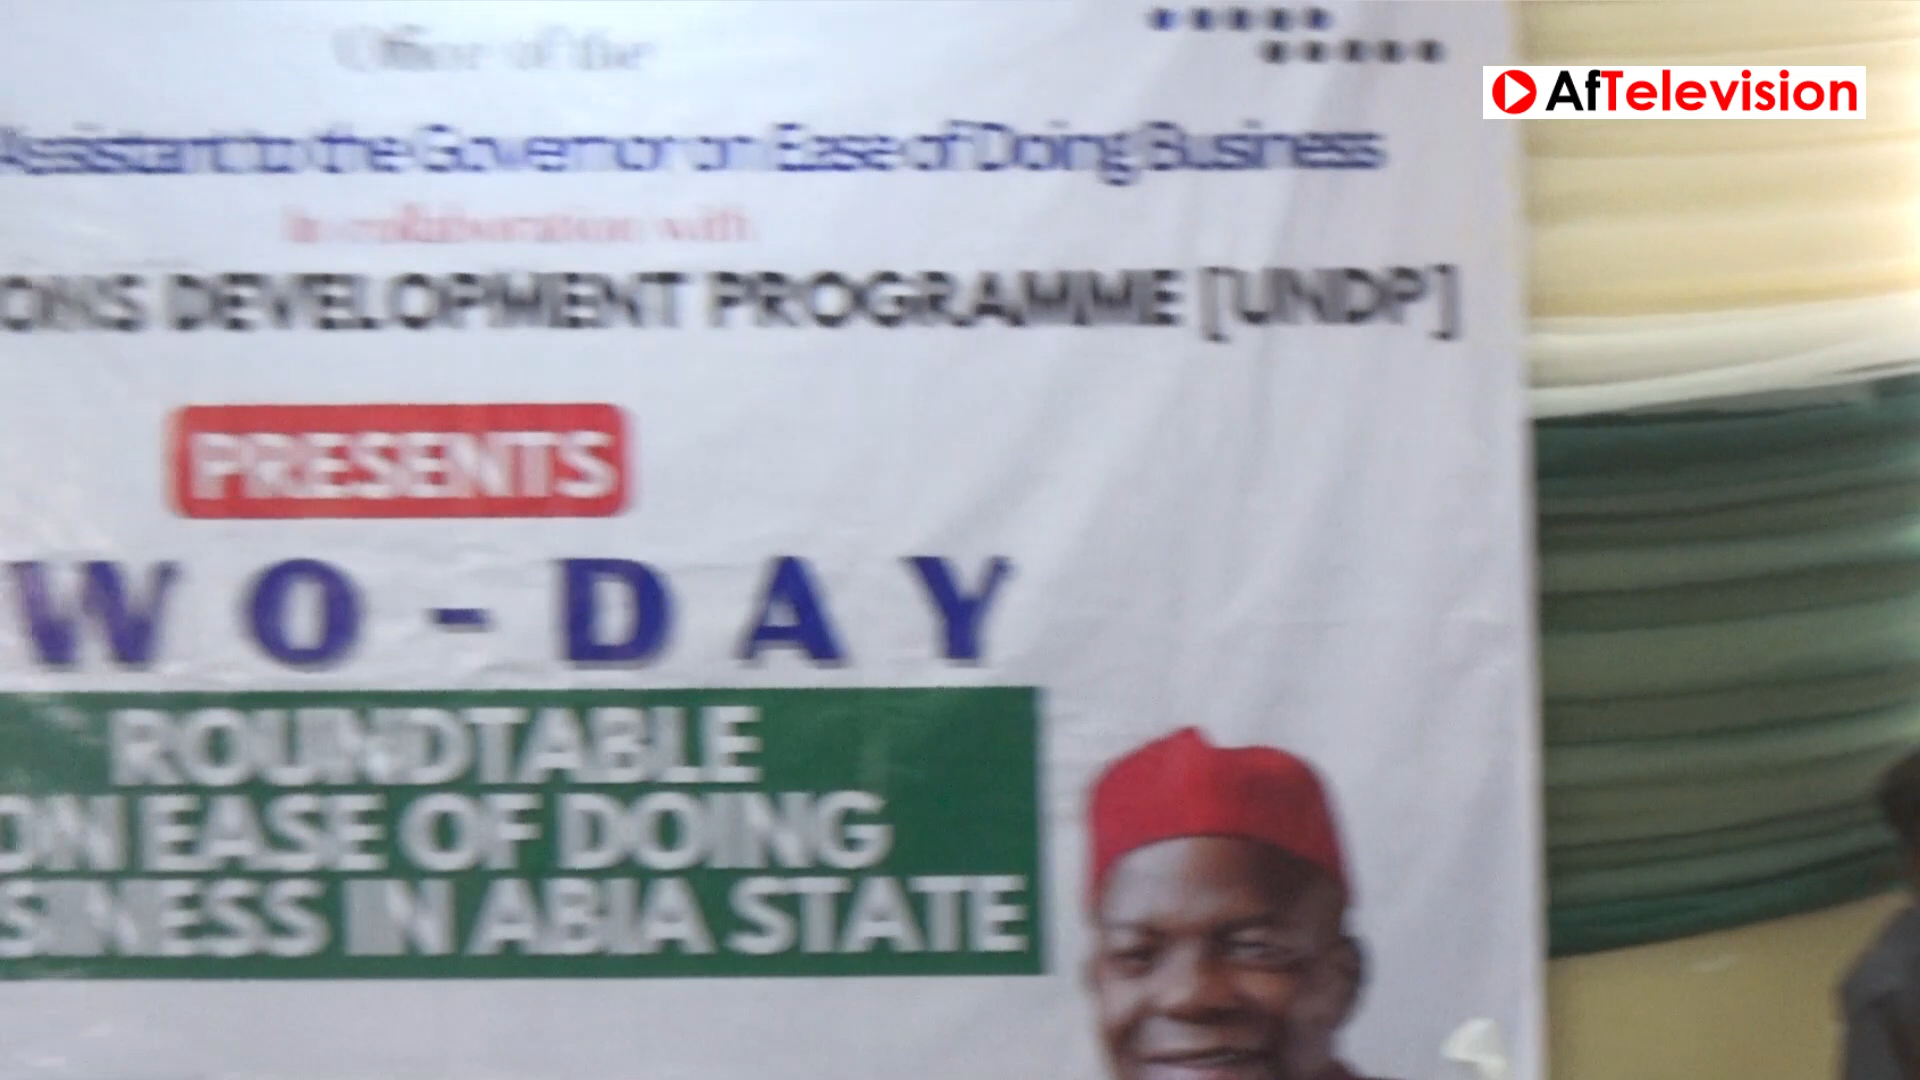 AfTelevision
Office of the
Assistant to the Governor on Ease of Doing Business
In collaboration with
ONS DEVELOPMENT PROGRAMME [UNDP]
PRESENTS
WO-DAY
ROUNDTABLE
ON EASE OF DOING
SINESS IN ABIA STATE